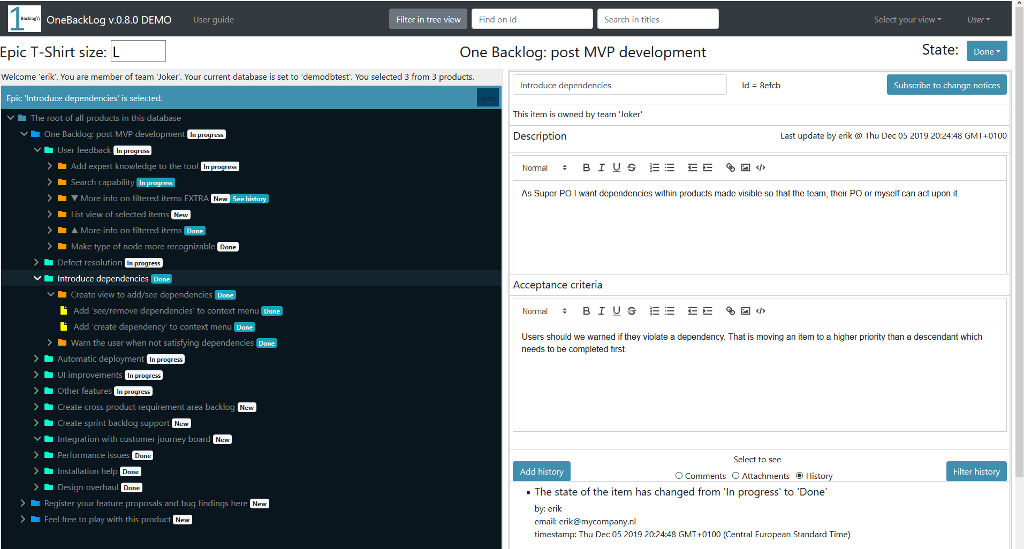 1 Backlog(s)
OneBackLog v.0.8.0 DEMO
User guide
Filter in tree view
Find on Id
Search in titles
Select your view
User
Epic T-Shirt size: L
One Backlog: post MVP development
State: Done
Welcome 'erik'. You are member of team 'Joker'. Your current database is set to 'demodbtest'. You selected 3 from 3 products.
Epic 'Introduce dependencies' is selected.
The root of all products in this database
One Backlog: post MVP development In progress
User feedback In progress
Add expert knowledge to the tool In progress
Search capability In progress
▼ More info on filtered items EXTRA New See history
List view of selected items New
▲ More info on filtered items Done
Make type of node more recognizable Done
Defect resolution In progress
Introduce dependencies Done
Create view to add/see dependencies Done
Add 'see/remove dependencies' to context menu Done
Add 'create dependency' to context menu Done
Warn the user when not satisfying dependencies Done
Automatic deployment In progress
UI improvements In progress
Other features In progress
Create cross product requirement area backlog New
Create sprint backlog support New
Integration with customer journey board New
Performance issues Done
Installation help Done
Design overhaul Done
Register your feature proposals and bug findings here New
Feel free to play with this product New
Introduce dependencies
Id = 8efcb
Subscribe to change notices
This item is owned by team 'Joker'
Description
Last update by erik @ Thu Dec 05 2019 20:24:48 GMT+0100
Normal B I U S
As Super PO I want dependencies within products made visible so that the team, their PO or myself can act upon it
Acceptance criteria
Normal B I U S
Users should we warned if they violate a dependency. That is moving an item to a higher priority than a descendant which
needs to be completed first.
Select to see
Add history
Comments Attachments History
Filter history
• The state of the item has changed from 'In progress' to 'Done'
by: erik
email: erik@mycompany.nl
timestamp: Thu Dec 05 2019 20:24:48 GMT+0100 (Central European Standard Time)